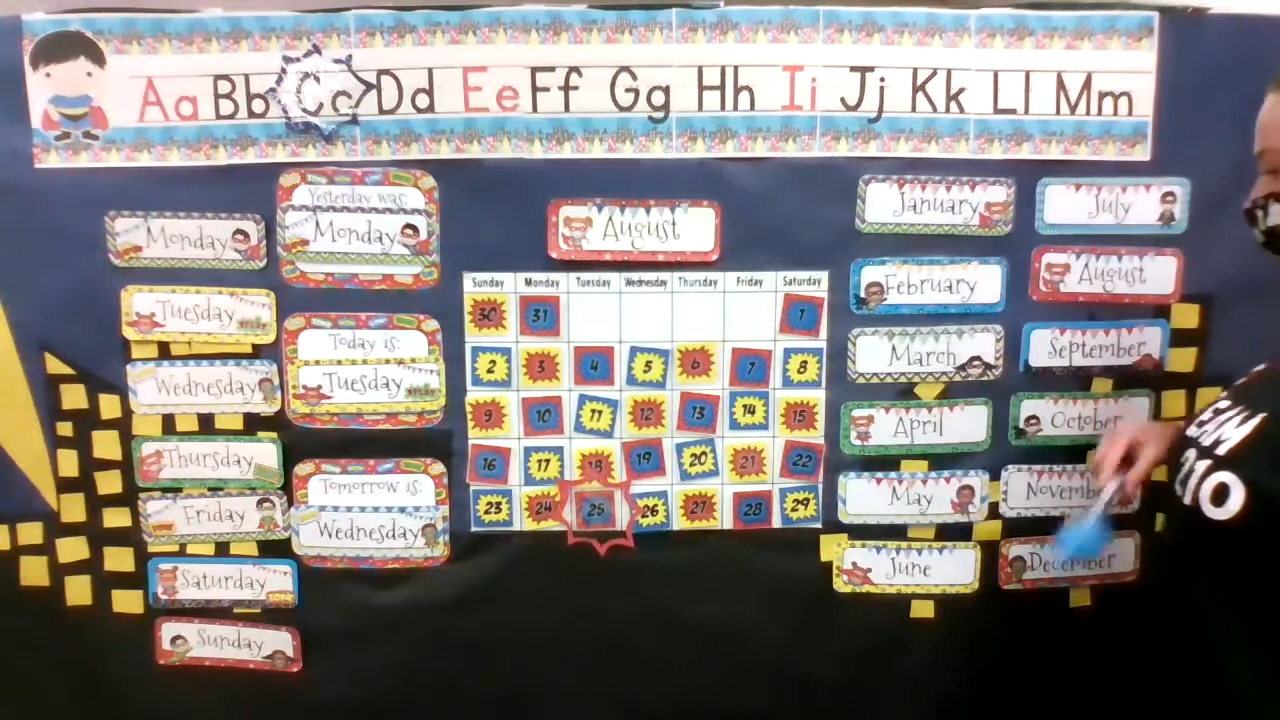 Aa Bb Cc Dd Ee Ff Gg Hh Ii Jj Kk Ll Mm
Monday
Tuesday
Wednesday
Thursday
Friday
Saturday
Sunday
Yesterday was:
Monday
Today is:
Tuesday
Tomorrow is:
Wednesday
August
Sunday Monday Tuesday Wednesday Thursday Friday Saturday
30 31 1
2 3 4 5 6 7 8
9 10 11 12 13 14 15
16 17 18 19 20 21 22
23 24 25 26 27 28 29
January
February
March
April
May
June
July
August
September
October
Novemb
December
EAM
210